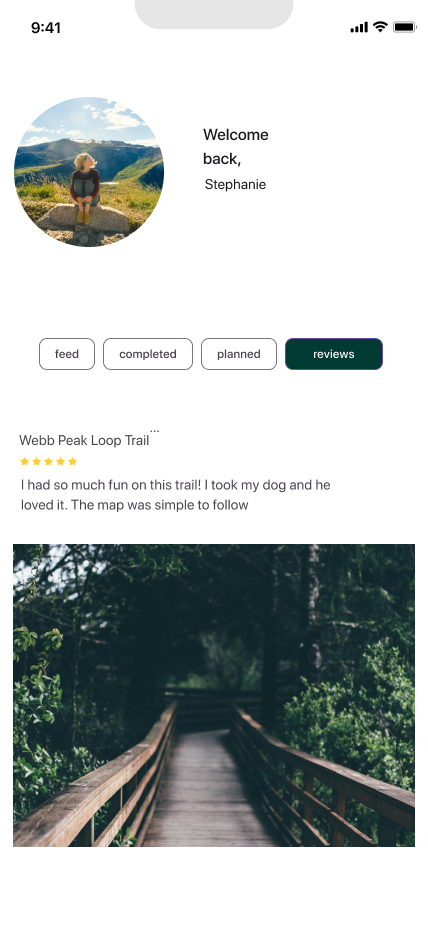 9:41
Welcome
back,
Stephanie
feed
completed
planned
reviews
Webb Peak Loop Trail...
I had so much fun on this trail! I took my dog and he
loved it. The map was simple to follow